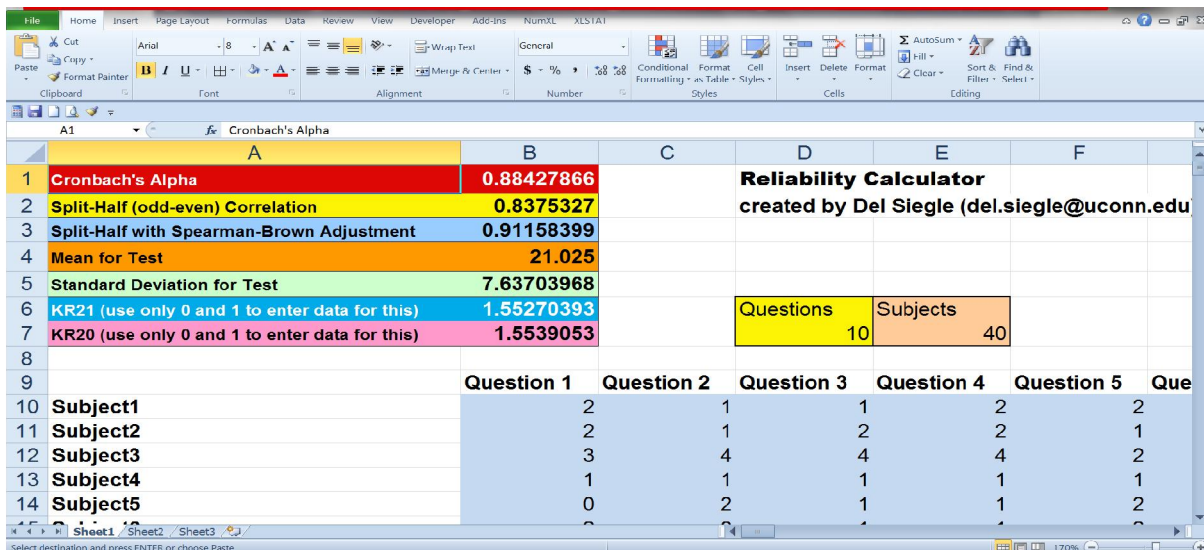 File Home Insert Page Layout Formulas Data Review View Developer Add-Ins NumXL XLSTAT
Cut
Copy
Format Painter
Paste
Arial 8
Wrap Text
Merge & Center
General
Conditional Formatting
Format as Table
Cell Styles
Insert Delete Format
AutoSum
Fill
Clear
Sort & Filter
Find & Select
Clipboard Font Alignment Number Styles Cells Editing
A1 fx Cronbach's Alpha
A B C D E F
1 Cronbach's Alpha 0.88427866 Reliability Calculator
2 Split-Half (odd-even) Correlation 0.8375327 created by Del Siegle (del.siegle@uconn.edu)
3 Split-Half with Spearman-Brown Adjustment 0.91158399
4 Mean for Test 21.025
5 Standard Deviation for Test 7.63703968
6 KR21 (use only 0 and 1 to enter data for this) 1.55270393 Questions Subjects
7 KR20 (use only 0 and 1 to enter data for this) 1.5539053 10 40
8
9 Question 1 Question 2 Question 3 Question 4 Question 5 Que
10 Subject1 2 1 1 2 2
11 Subject2 2 1 2 2 1
12 Subject3 3 4 4 4 2
13 Subject4 1 1 1 1 1
14 Subject5 0 2 1 1 2
Sheet1 Sheet2 Sheet3
Select destination and press ENTER or choose Paste 170%